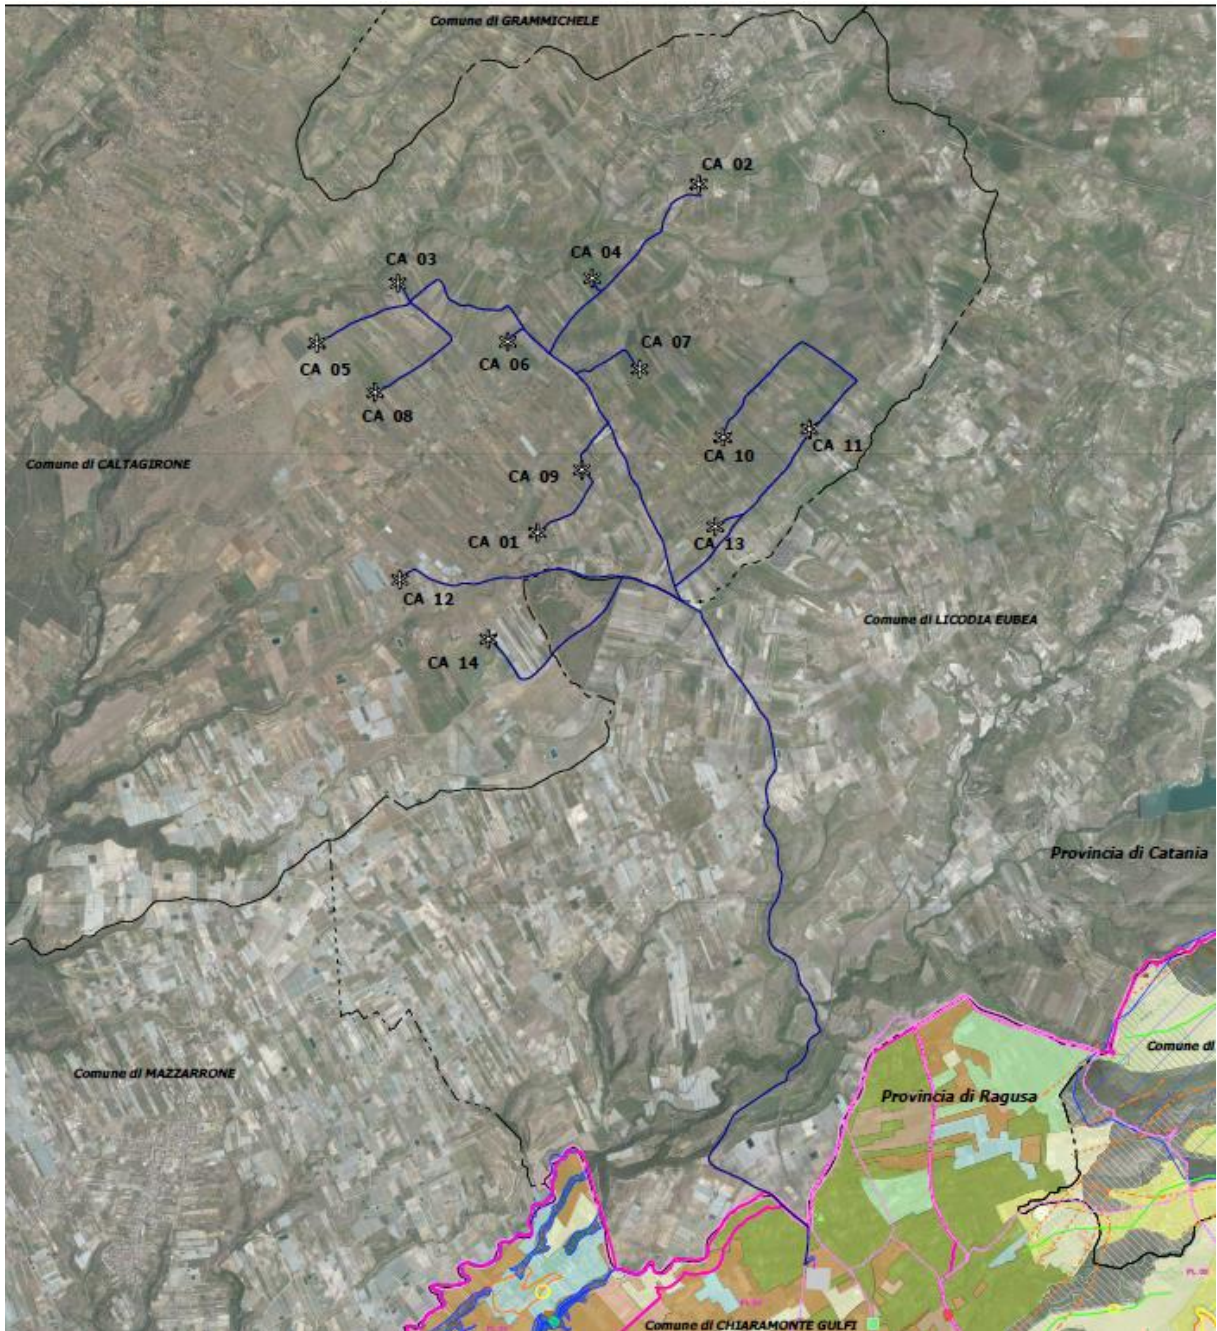 Comune di GRAMMICHELE
CA 02
CA 03
CA 04
CA 05
CA 06
CA 07
CA 08
CA 10
CA 11
Comune di CALTAGIRONE
CA 09
CA 01
CA 13
CA 12
Comune di LICODIA EUBEA
CA 14
Provincia di Catania
Comune di
Comune di MAZZARRONE
Provincia di Ragusa
Comune di CHIARAMONTE GULFI